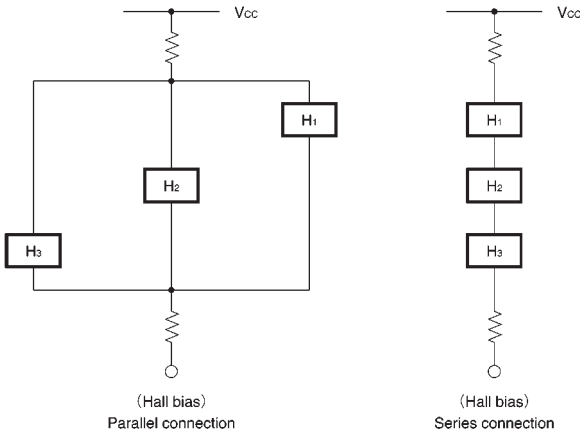 Vcc
Vcc
H1
H1
H2
H2
H3
H3
(Hall bias)
Parallel connection
(Hall bias)
Series connection